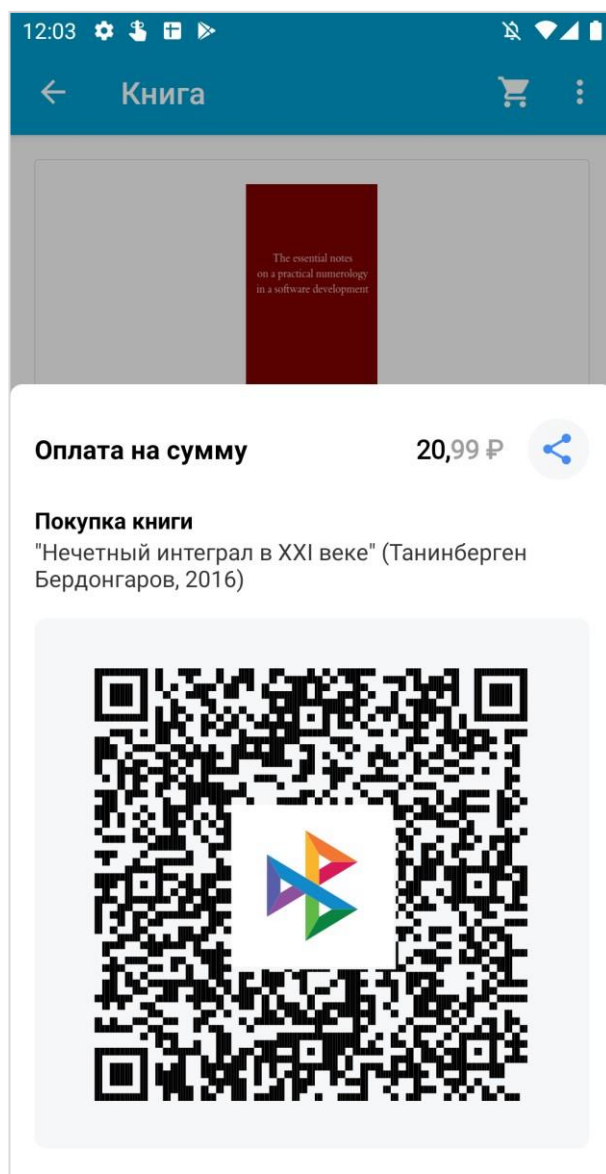 12:03
Книга
The essential notes
on a practical numerology
in a software development
Оплата на сумму
20,99 ₽
Покупка книги
"Нечетный интеграл в XXI веке" (Танинберген
Бердонгаров, 2016)